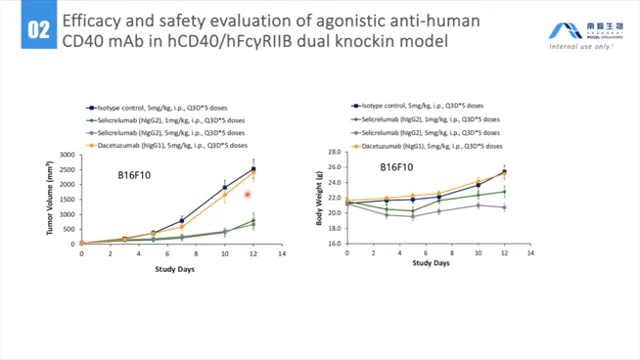 02
Efficacy and safety evaluation of agonistic anti-human
CD40 mAb in hCD40/hFcγRIIB dual knockin model
南模生物
SHANGHAI
MODEL ORGANISMS
Internal use only!
Isotype control, 5mg/kg, i.p., Q3D*5 doses
Selicrelumab (hIgG2), 1mg/kg, i.p., Q3D*5 doses
Selicrelumab (hIgG2), 5mg/kg, i.p., Q3D*5 doses
Dacetuzumab (hIgG1), 5mg/kg, i.p., Q3D*5 doses
B16F10
Tumor Volume (mm³)
3000
2500
2000
1500
1000
500
0
0 2 4 6 8 10 12 14
Study Days
Isotype control, 5mg/kg, i.p., Q3D*5 doses
Selicrelumab (hIgG2), 1mg/kg, i.p., Q3D*5 doses
Selicrelumab (hIgG2), 5mg/kg, i.p., Q3D*5 doses
Dacetuzumab (hIgG1), 5mg/kg, i.p., Q3D*5 doses
B16F10
Body Weight (g)
28.0
26.0
24.0
22.0
20.0
18.0
16.0
0 2 4 6 8 10 12 14
Study Days